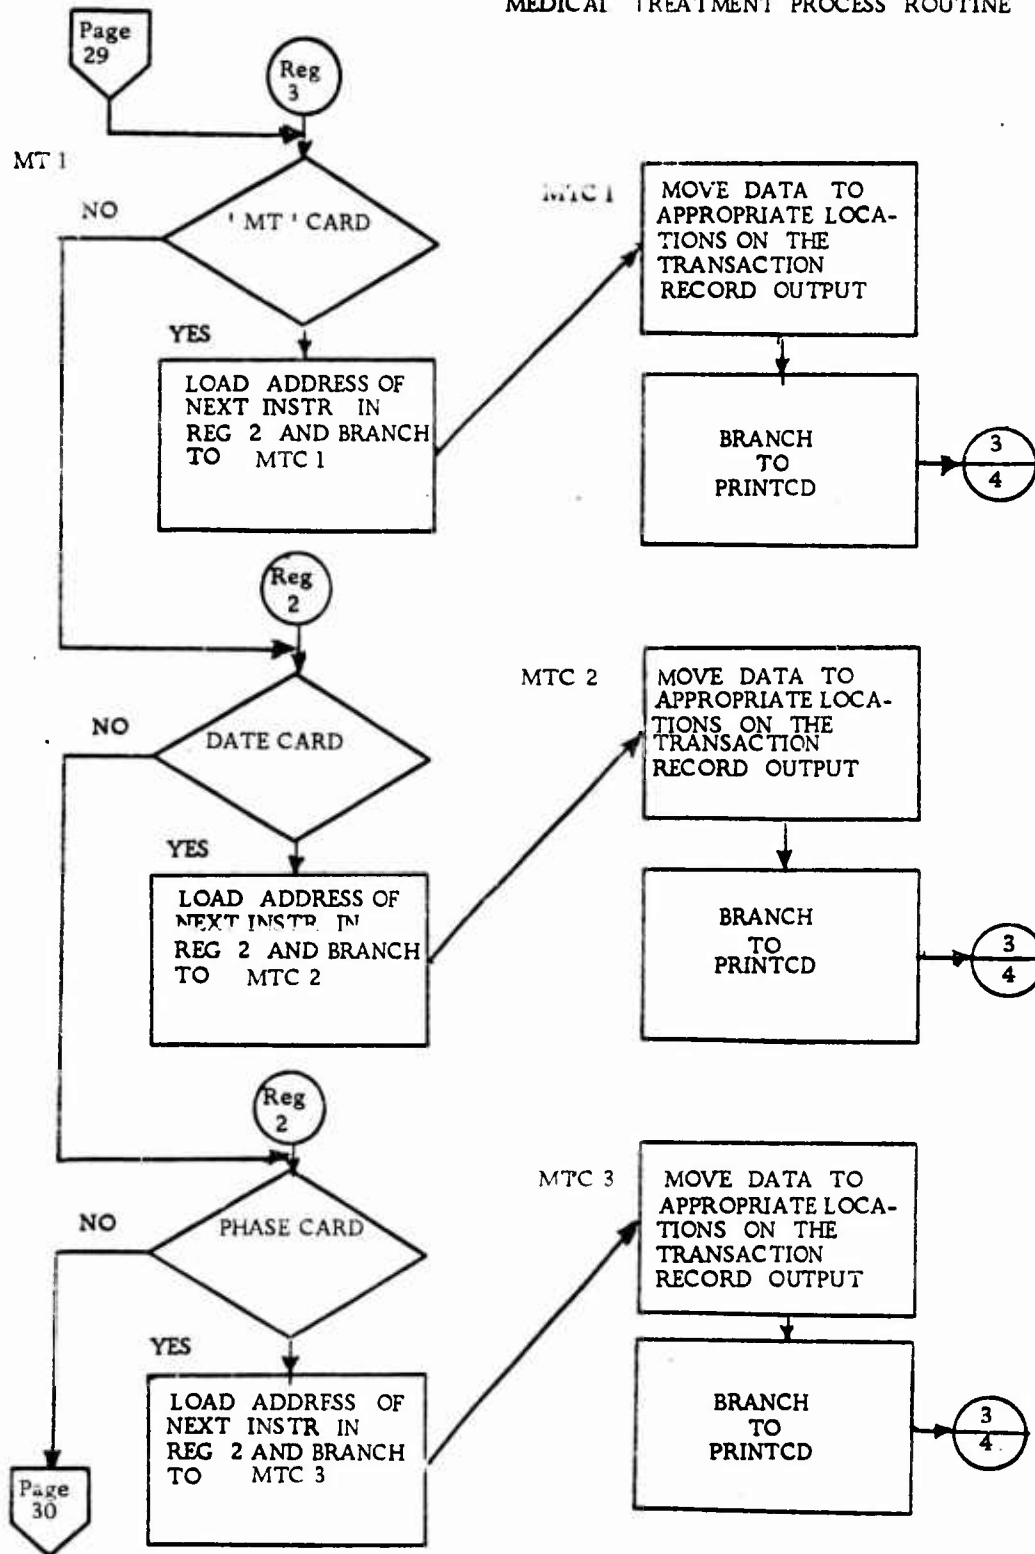 MEDICAL TREATMENT PROCESS ROUTINE
Page
29
Reg
3
MT 1
NO
' MT ' CARD
YES
LOAD ADDRESS OF
NEXT INSTR IN
REG 2 AND BRANCH
TO MTC 1
MTC 1
MOVE DATA TO
APPROPRIATE LOCA-
TIONS ON THE
TRANSACTION
RECORD OUTPUT
BRANCH
TO
PRINTCD
3
4
Reg
2
NO
DATE CARD
YES
LOAD ADDRESS OF
NEXT INSTR IN
REG 2 AND BRANCH
TO MTC 2
MTC 2
MOVE DATA TO
APPROPRIATE LOCA-
TIONS ON THE
TRANSACTION
RECORD OUTPUT
BRANCH
TO
PRINTCD
3
4
Reg
2
NO
PHASE CARD
YES
LOAD ADDRESS OF
NEXT INSTR IN
REG 2 AND BRANCH
TO MTC 3
MTC 3
MOVE DATA TO
APPROPRIATE LOCA-
TIONS ON THE
TRANSACTION
RECORD OUTPUT
BRANCH
TO
PRINTCD
3
4
Page
30